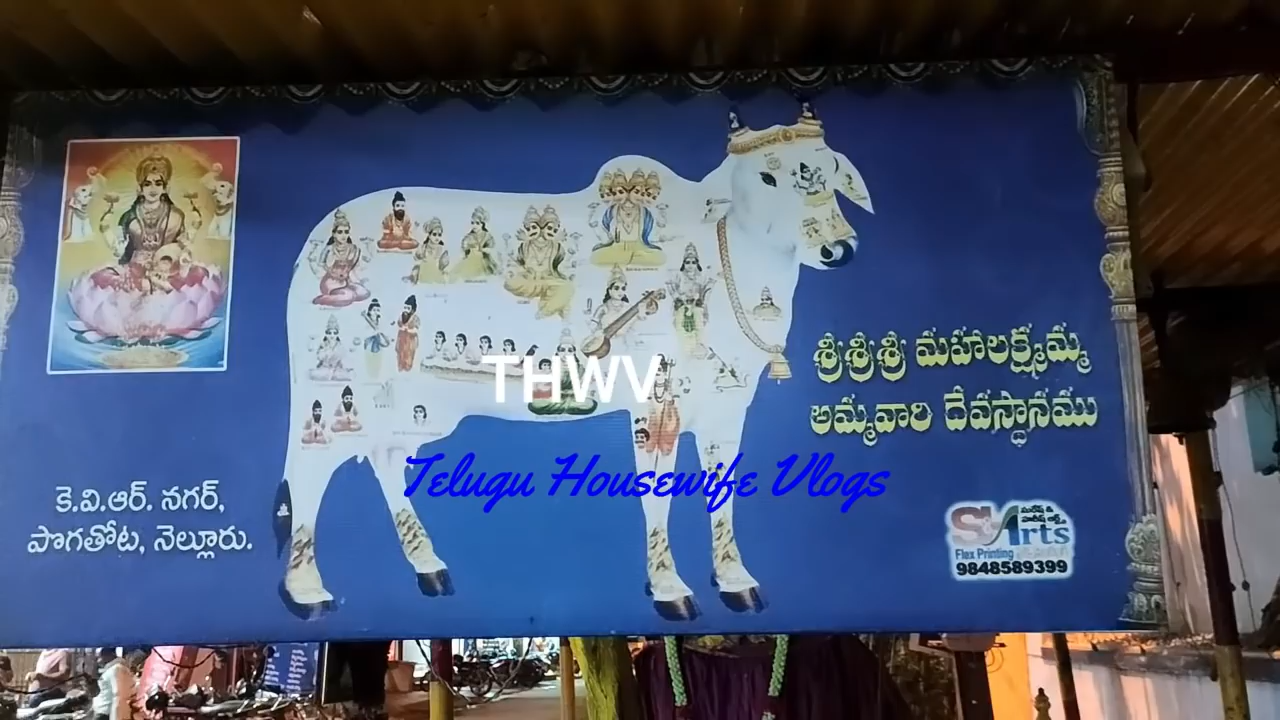 శ్రీశ్రీశ్రీ మహాలక్ష్మమ్మ
అమ్మవారి దేవస్థానము
THWV
Telugu Housewife Vlogs
కె.వి.ఆర్. నగర్,
పొగతోట, నెల్లూరు.
S Arts
Flex Printing
9848589399